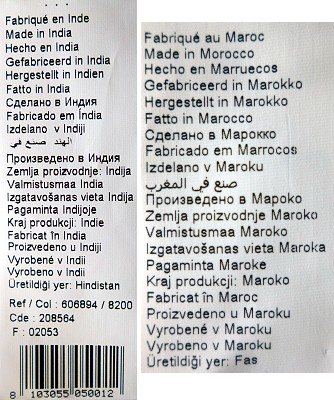 Fabriqué en Inde
Made in India
Hecho en India
Gefabriceerd in India
Hergestellt in Indien
Fatto in India
Сделано в Индия
Fabricado em Índia
Izdelano v Indiji
الهند صنع في
Произведено в Индия
Zemlja proizvodnje: Indija
Valmistusmaa India
Izgatavošanas vieta Indija
Pagaminta Indijoje
Kraj produkcji: Indie
Fabricat în India
Proizvedeno u Indiji
Vyrobené v Indii
Vyrobeno v Indii
Üretildiği yer: Hindistan
Ref / Col : 606894 / 8200
Cde : 208564
F : 02053
8 103055 050012
Fabriqué au Maroc
Made in Morocco
Hecho en Marruecos
Gefabriceerd in Marokko
Hergestellt in Marokko
Fatto in Marocco
Сделано в Марокко
Fabricado em Marrocos
Izdelano v Maroku
صنع في المغرب
Произведено в Мароко
Zemlja proizvodnje Maroko
Valmistusmaa Maroko
Izgatavošanas vieta Maroka
Pagaminta Maroke
Kraj produkcji: Maroko
Fabricat în Maroc
Proizvedeno u Maroku
Vyrobené v Maroku
Vyrobeno v Maroku
Üretildiği yer: Fas